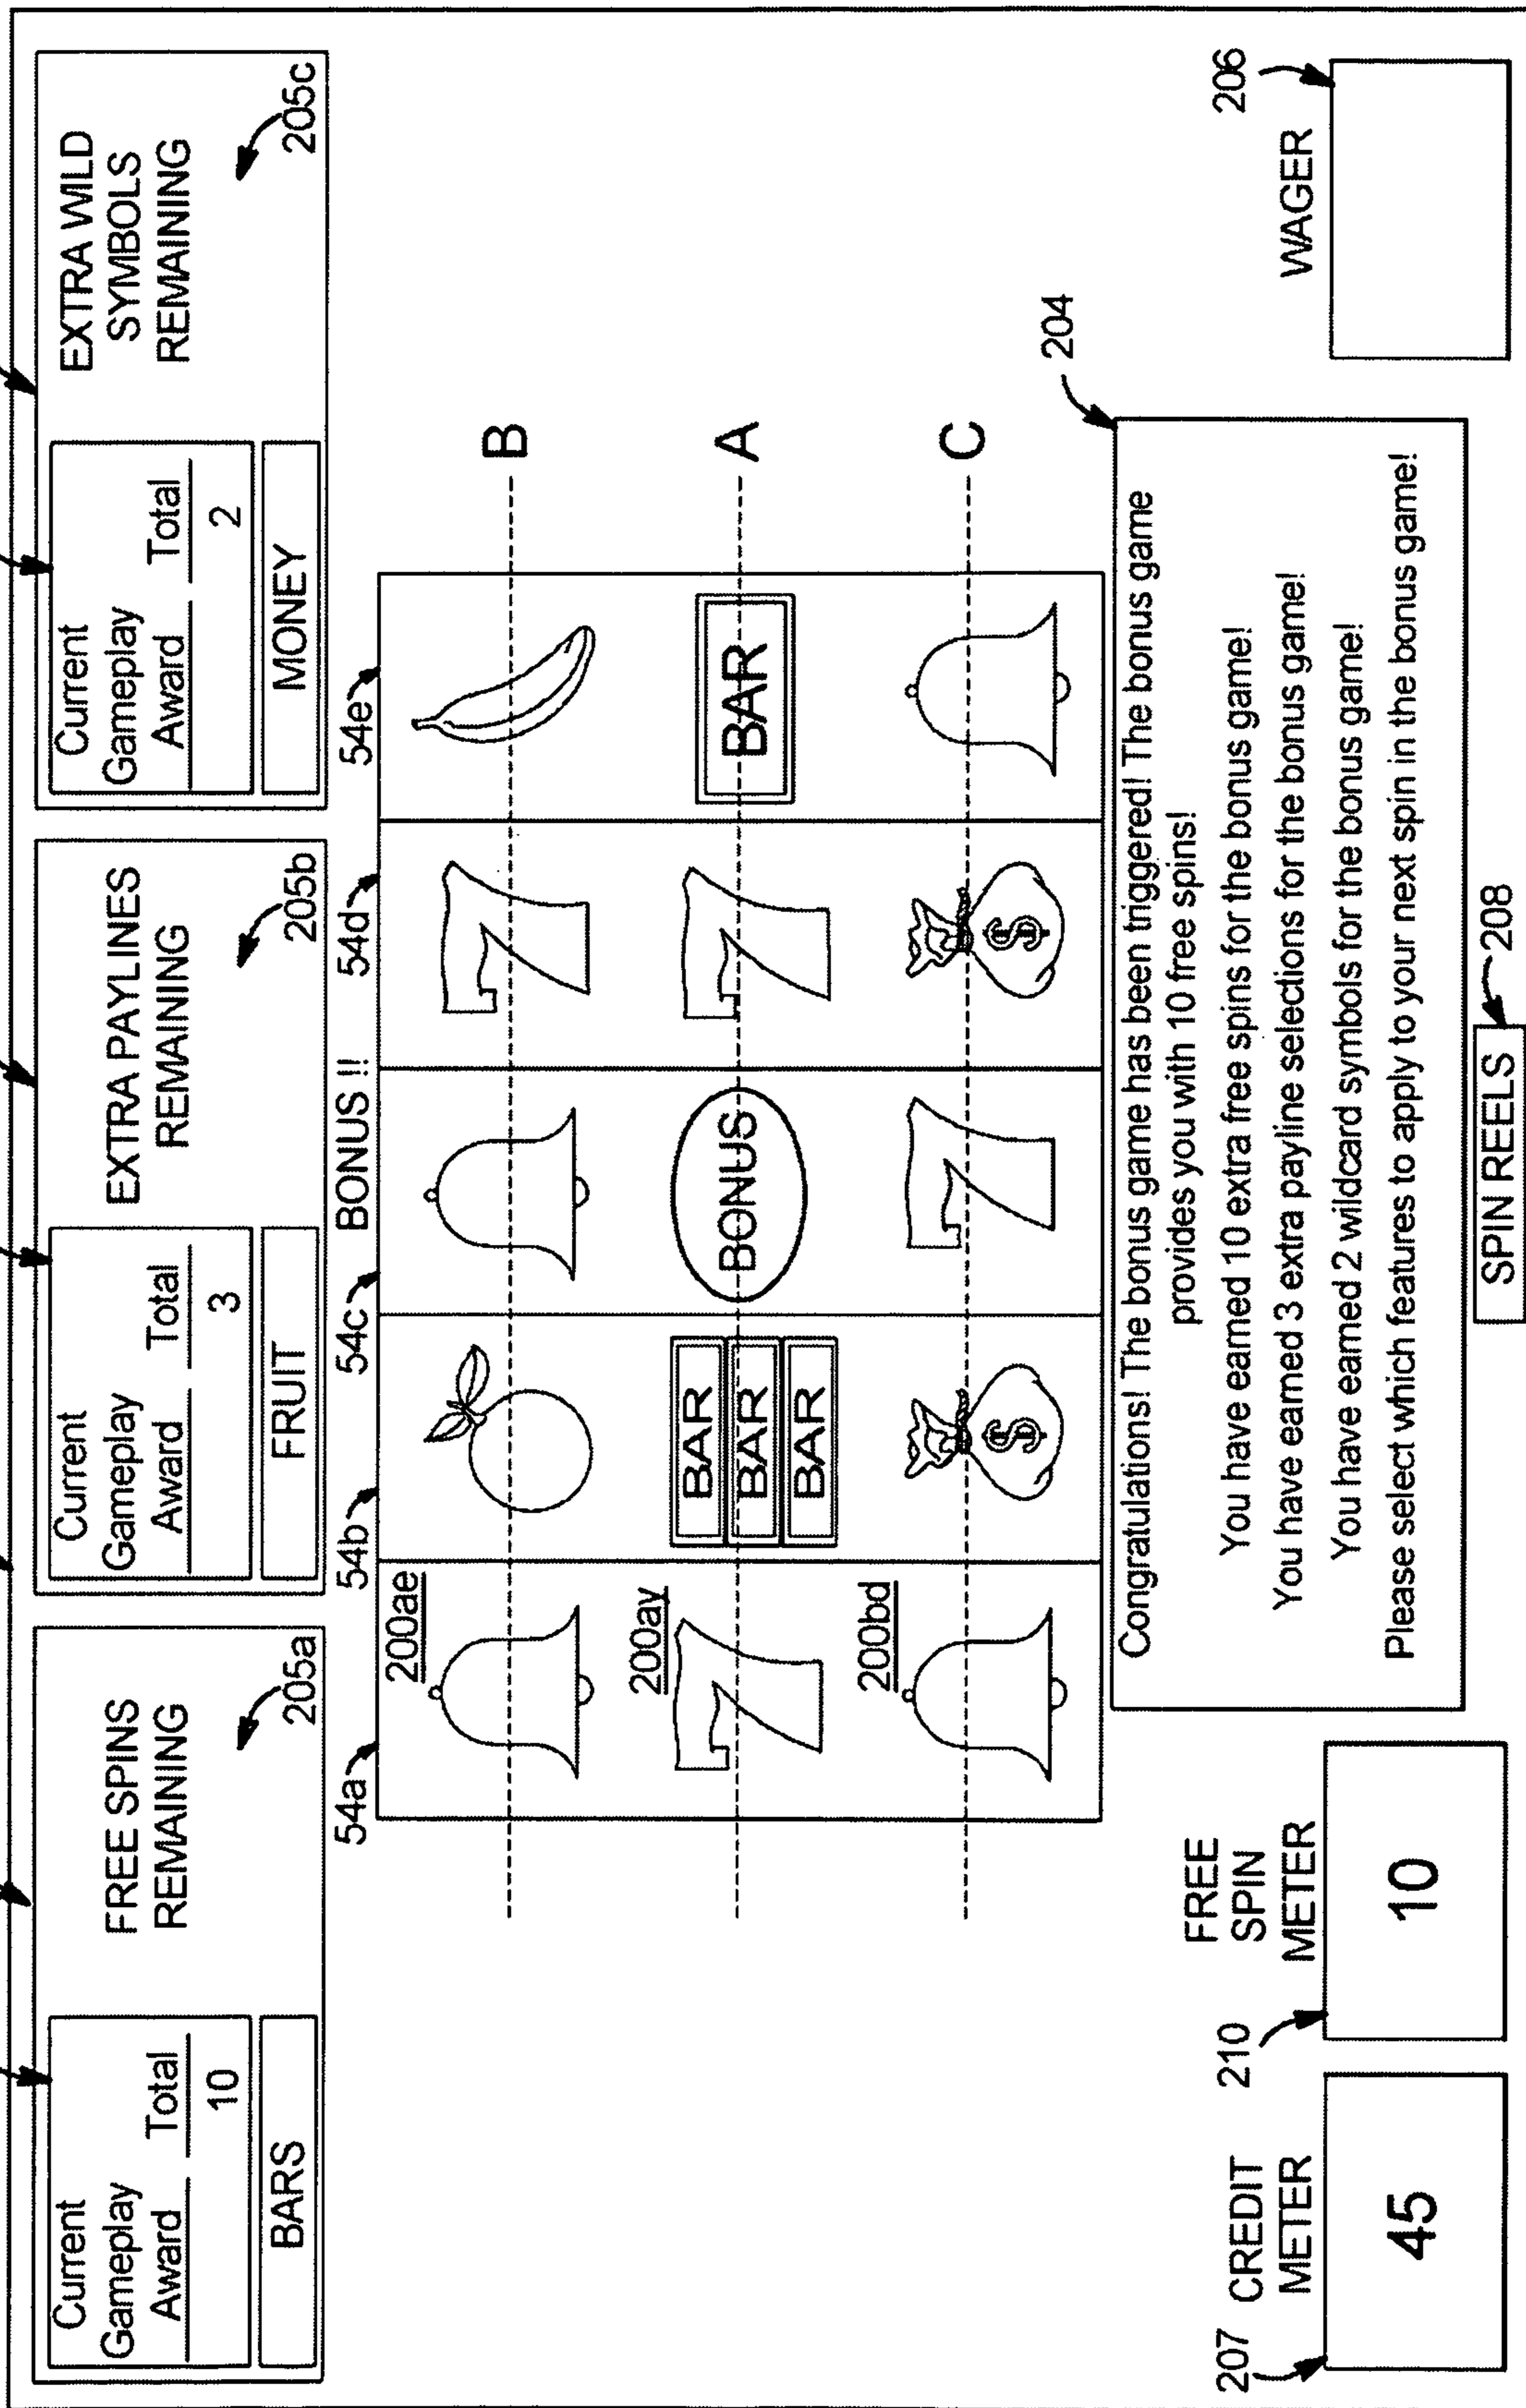 Current
Gameplay
Award Total
10
BARS
FREE SPINS
REMAINING
205a
Current
Gameplay
Award Total
3
FRUIT
EXTRA PAYLINES
REMAINING
205b
Current
Gameplay
Award Total
2
MONEY
EXTRA WILD
SYMBOLS
REMAINING
205c
54a 54b 54c BONUS !! 54d 54e
200ae
B
200ay
BAR
BAR
BAR
BONUS
BAR
A
200bd
$
$
C
204
Congratulations! The bonus game has been triggered! The bonus game
provides you with 10 free spins!
You have earned 10 extra free spins for the bonus game!
You have earned 3 extra payline selections for the bonus game!
You have earned 2 wildcard symbols for the bonus game!
Please select which features to apply to your next spin in the bonus game!
207 CREDIT
METER
45
210
FREE
SPIN
METER
10
SPIN REELS 208
WAGER
206